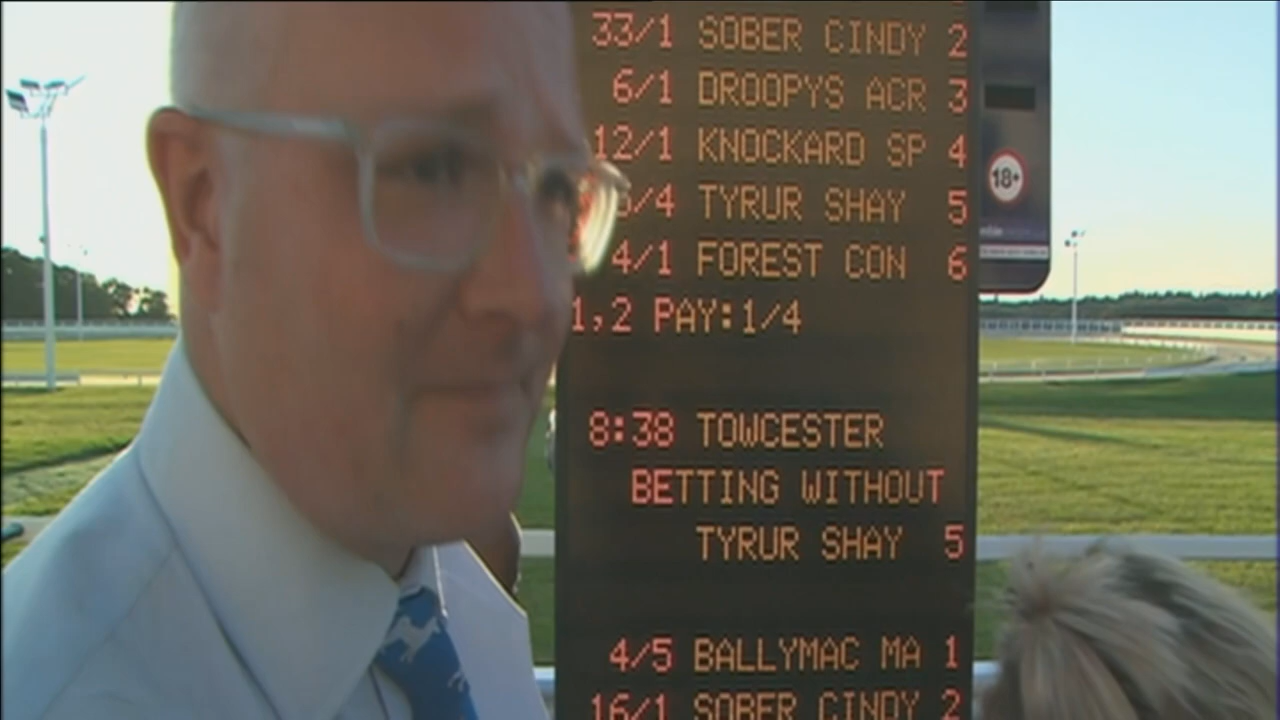 33/1 SOBER CINDY 2
6/1 DROOPYS ACR 3
12/1 KNOCKARD SP 4
/4 TYRUR SHAY 5
4/1 FOREST CON 6
1,2 PAY:1/4
8:38 TOWCESTER
BETTING WITHOUT
TYRUR SHAY 5
4/5 BALLYMAC MA 1
16/1 SOBER CINDY 2
18+